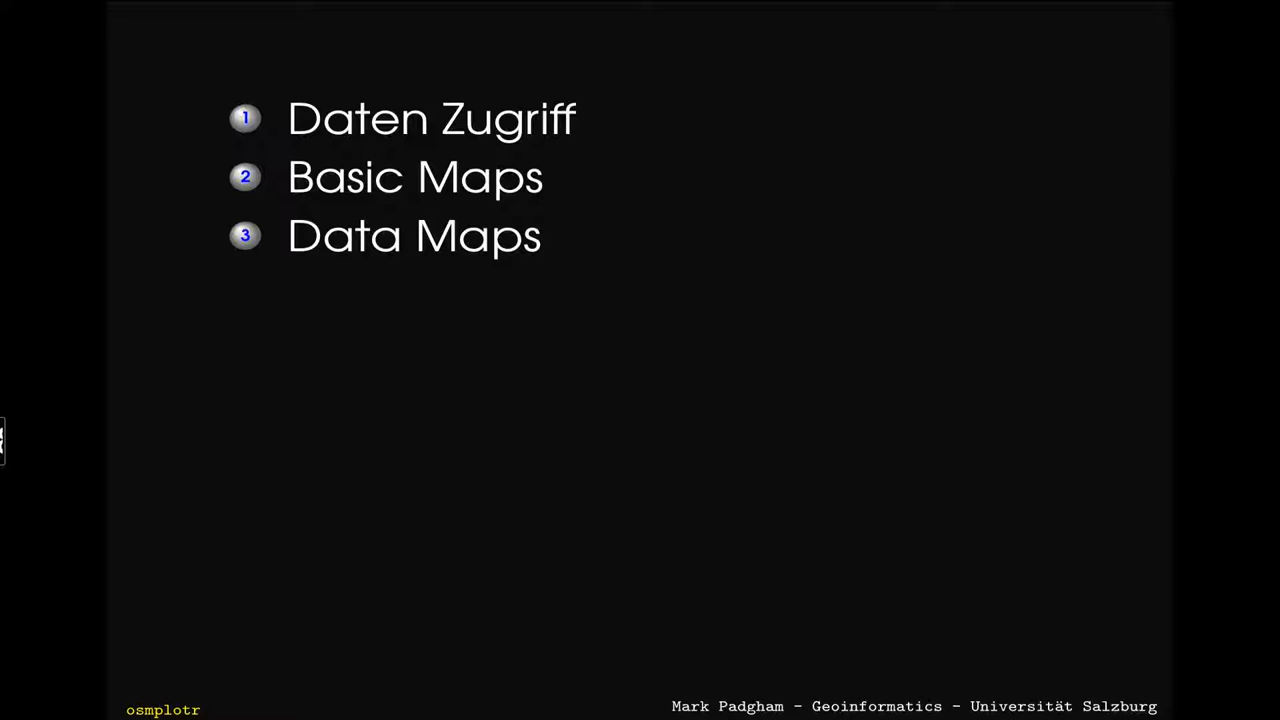 1 Daten Zugriff
2 Basic Maps
3 Data Maps
osmplotr
Mark Padgham - Geoinformatics - Universität Salzburg